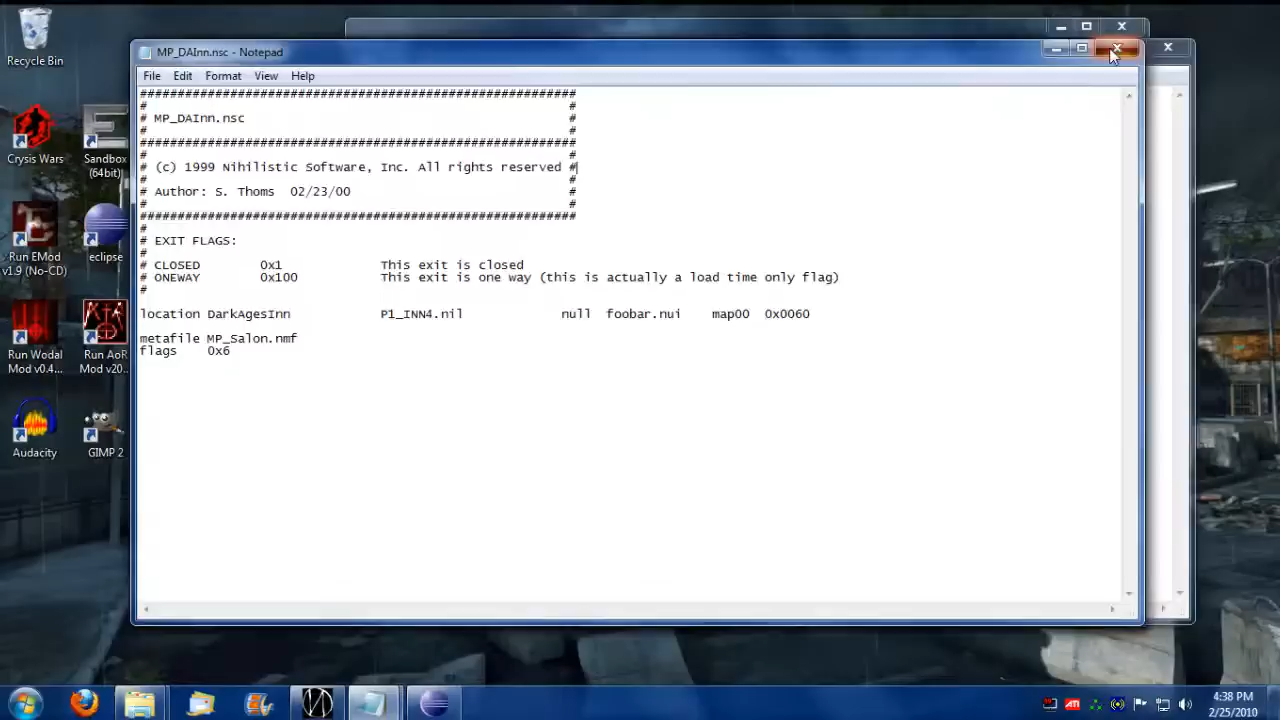 Recycle Bin
Crysis Wars
Sandbox
(64bit)
Run EMod
v1.9 (No-CD)
eclipse
Run Wodal
Mod v0.4...
Run AoR
Mod v20...
Audacity
GIMP 2
MP_DAInn.nsc - Notepad
File Edit Format View Help
##########################################################
# #
# MP_DAInn.nsc #
# #
##########################################################
# #
# (c) 1999 Nihilistic Software, Inc. All rights reserved #
# #
# Author: S. Thoms 02/23/00 #
# #
##########################################################
#
# EXIT FLAGS:
#
# CLOSED 0x1 This exit is closed
# ONEWAY 0x100 This exit is one way (this is actually a load time only flag)
#
location DarkAgesInn P1_INN4.nil null foobar.nui map00 0x0060
metafile MP_Salon.nmf
flags 0x6
4:38 PM
2/25/2010